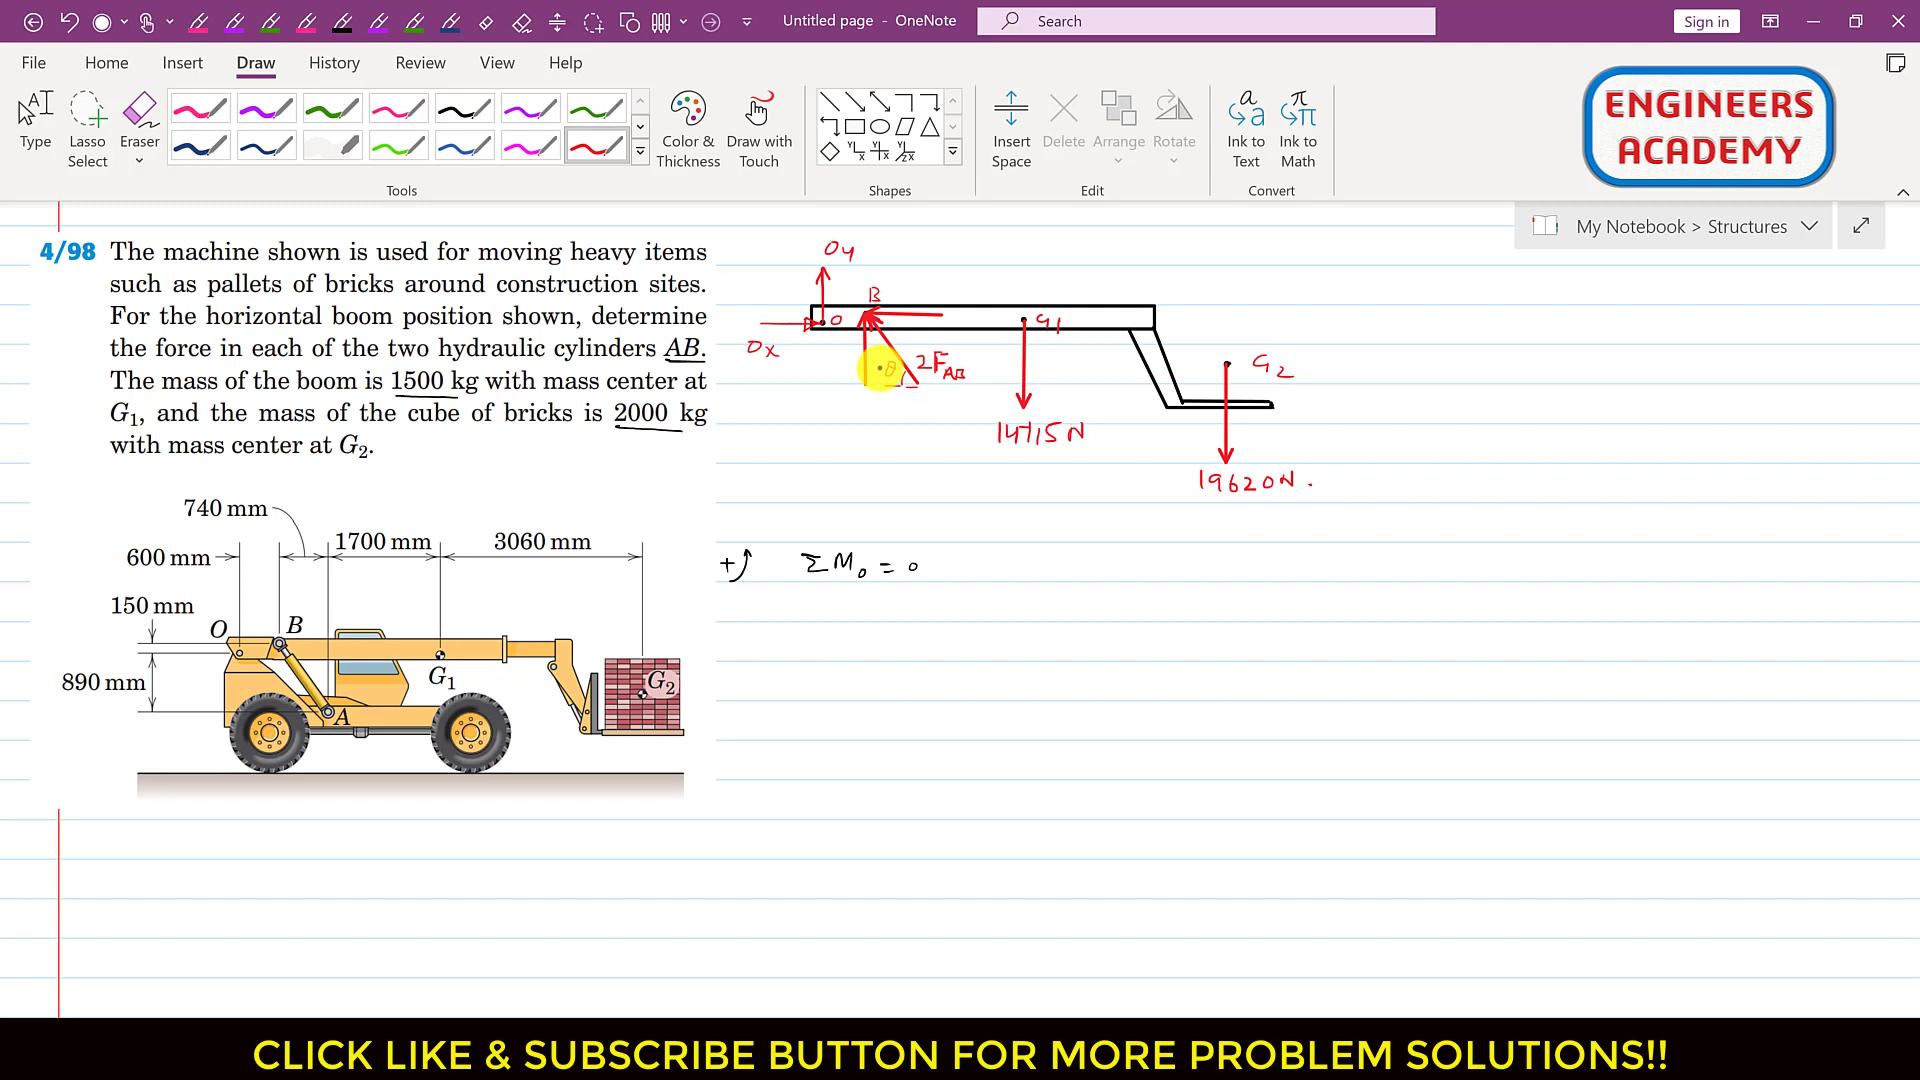 Untitled page - OneNote
Search
Sign in
File Home Insert Draw History Review View Help
Type
Lasso Select
Eraser
Color & Thickness
Draw with Touch
Insert Space
Delete
Arrange
Rotate
Ink to Text
Ink to Math
Tools
Shapes
Edit
Convert
ENGINEERS
ACADEMY
My Notebook > Structures
4/98 The machine shown is used for moving heavy items
such as pallets of bricks around construction sites.
For the horizontal boom position shown, determine
the force in each of the two hydraulic cylinders AB.
The mass of the boom is 1500 kg with mass center at
G₁, and the mass of the cube of bricks is 2000 kg
with mass center at G₂.
740 mm
600 mm
1700 mm
3060 mm
150 mm
O
B
890 mm
G₁
G₂
A
Oy
B
O
G₁
Ox
θ
2F_AB
G₂
14715N
19620N.
+ ΣM₀ = 0
CLICK LIKE & SUBSCRIBE BUTTON FOR MORE PROBLEM SOLUTIONS!!